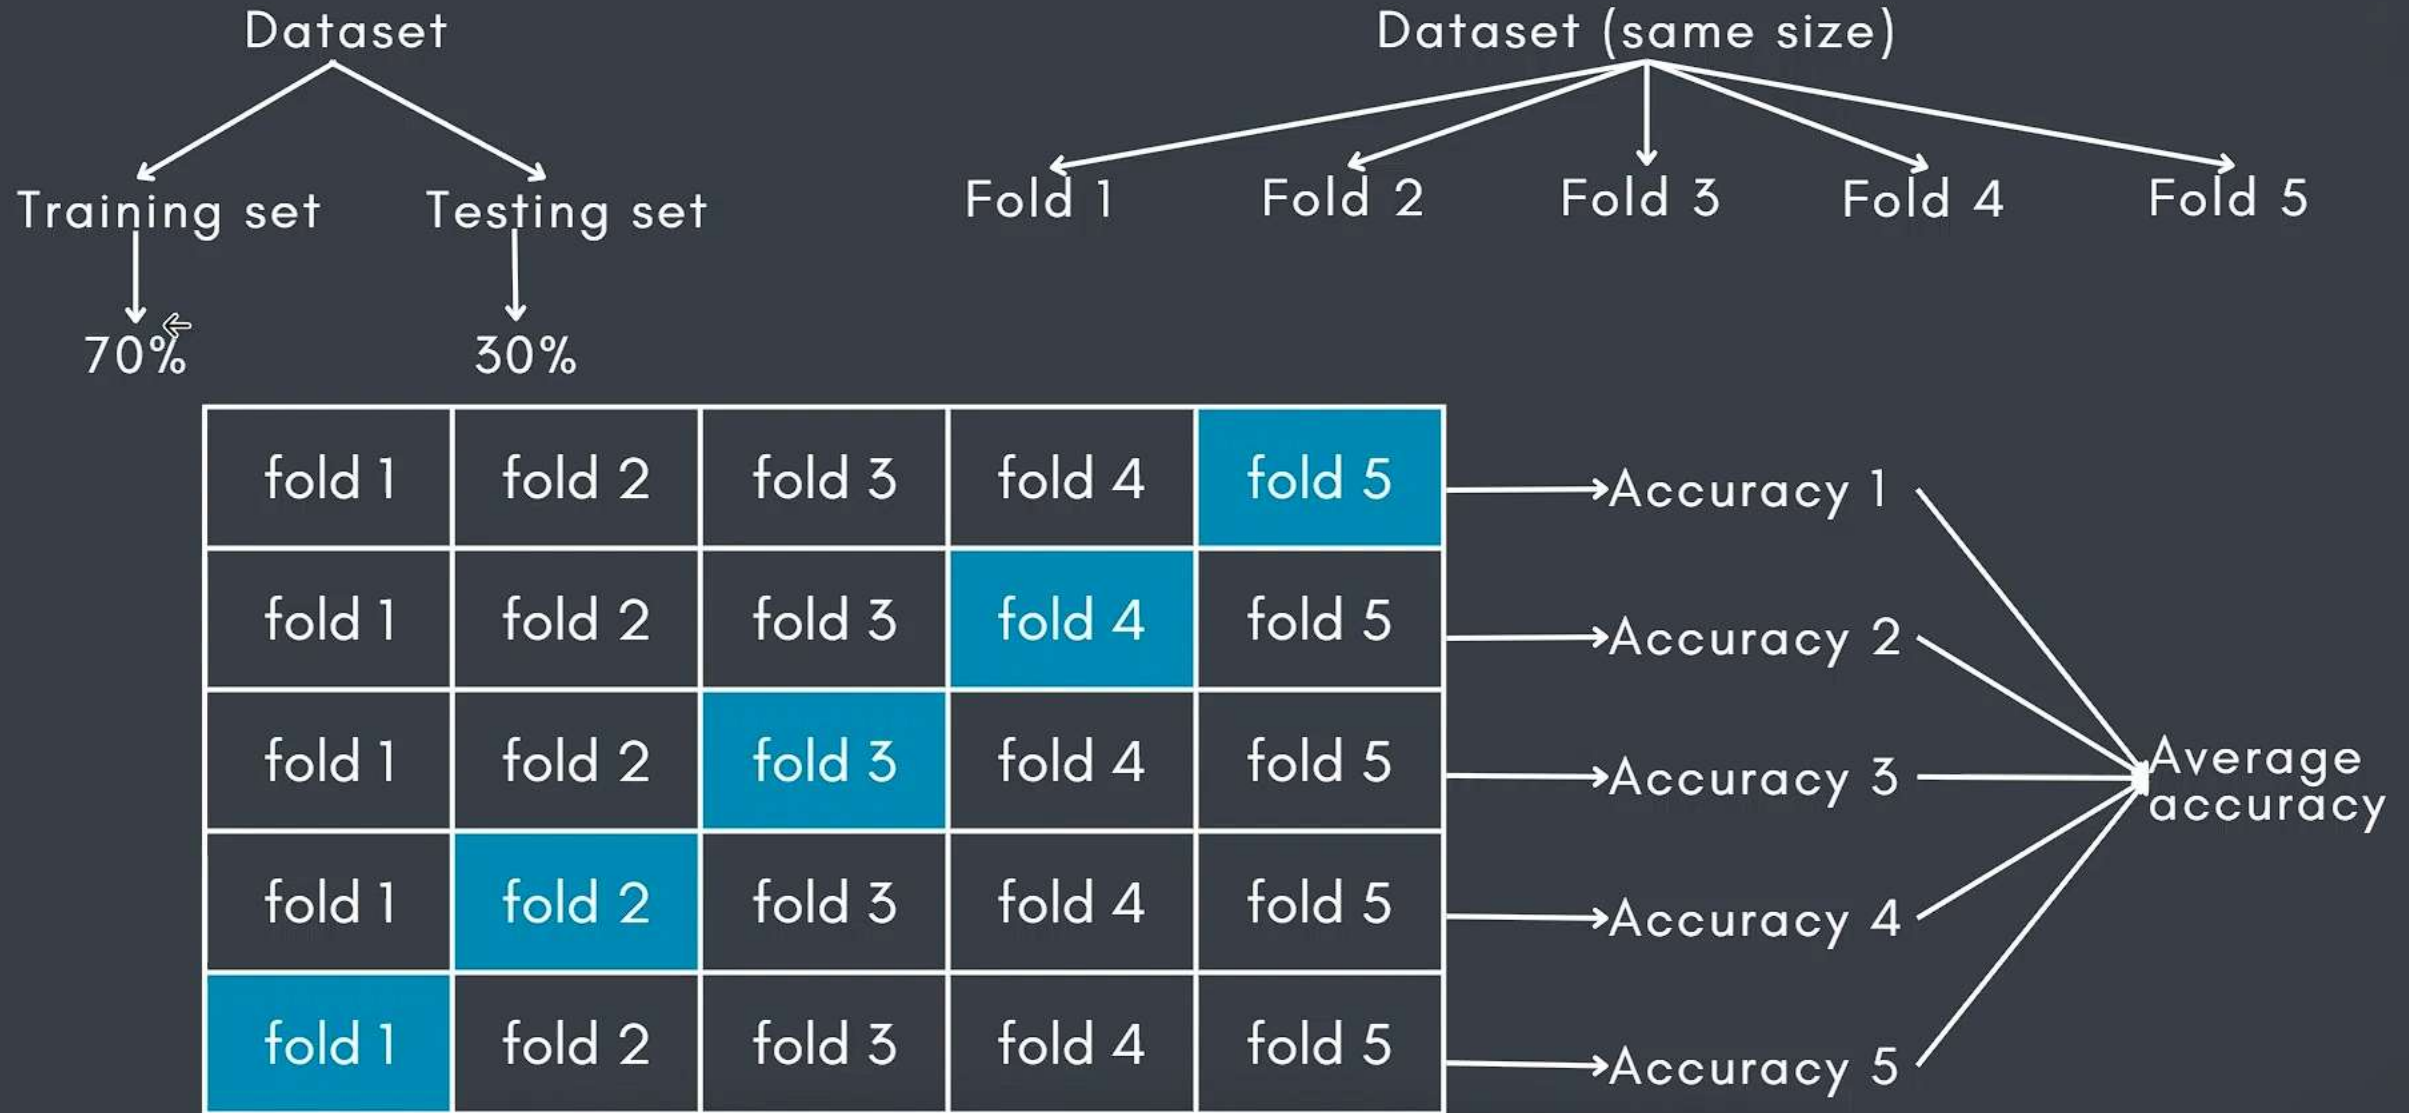 Dataset
Training set Testing set
70% 30%
Dataset (same size)
Fold 1 Fold 2 Fold 3 Fold 4 Fold 5
fold 1 fold 2 fold 3 fold 4 fold 5 Accuracy 1
fold 1 fold 2 fold 3 fold 4 fold 5 Accuracy 2
fold 1 fold 2 fold 3 fold 4 fold 5 Accuracy 3
fold 1 fold 2 fold 3 fold 4 fold 5 Accuracy 4
fold 1 fold 2 fold 3 fold 4 fold 5 Accuracy 5
Average
accuracy